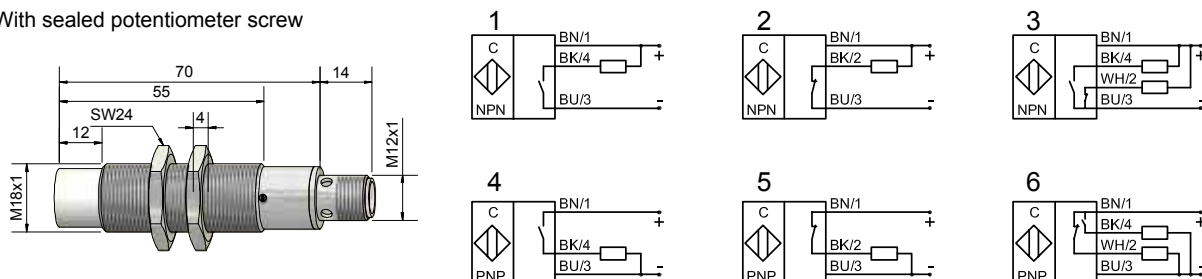 With sealed potentiometer screw
70
14
55
SW24
4
12
M18x1
M12x1
1
C
NPN
BN/1
BK/4
BU/3
+
-
2
C
NPN
BN/1
BK/2
BU/3
+
-
3
C
NPN
BN/1
BK/4
WH/2
BU/3
+
-
4
C
PNP
BN/1
BK/4
BU/3
+
-
5
C
PNP
BN/1
BK/2
BU/3
+
-
6
C
PNP
BN/1
BK/4
WH/2
BU/3
+
-